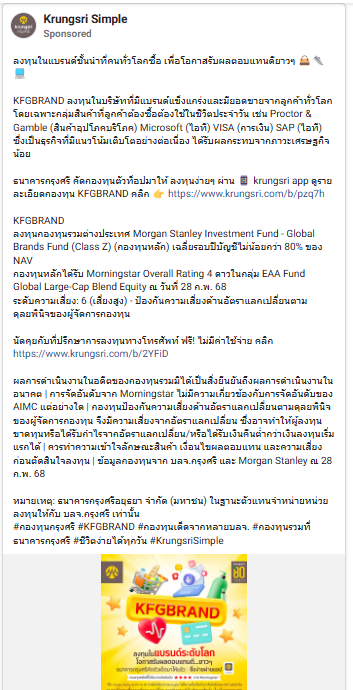 Krungsri Simple
Sponsored
ลงทุนในแบรนด์ชั้นนำที่คนทั่วโลกซื้อ เพื่อโอกาสรับผลตอบแทนดียาวๆ 👜 👠
💻
KFGBRAND ลงทุนในบริษัทที่มีแบรนด์แข็งแกร่งและมียอดขายจากลูกค้าทั่วโลก
โดยเฉพาะกลุ่มสินค้าที่ลูกค้าต้องซื้อต้องใช้ในชีวิตประจำวัน เช่น Proctor &
Gamble (สินค้าอุปโภคบริโภค) Microsoft (ไอที) VISA (การเงิน) SAP (ไอที)
ซึ่งเป็นธุรกิจที่มีแนวโน้มเติบโตอย่างต่อเนื่อง ได้รับผลกระทบจากภาวะเศรษฐกิจ
น้อย
ธนาคารกรุงศรี คัดกองทุนตัวท็อปมาให้ ลงทุนง่ายๆ ผ่าน 📱 krungsri app ดูราย
ละเอียดกองทุน KFGBRAND คลิก 👉 https://www.krungsri.com/b/pzq7h
KFGBRAND
ลงทุนกองทุนรวมต่างประเทศ Morgan Stanley Investment Fund - Global
Brands Fund (Class Z) (กองทุนหลัก) เฉลี่ยรอบปีบัญชีไม่น้อยกว่า 80% ของ
NAV
กองทุนหลักได้รับ Morningstar Overall Rating 4 ดาวในกลุ่ม EAA Fund
Global Large-Cap Blend Equity ณ วันที่ 28 ก.พ. 68
ระดับความเสี่ยง: 6 (เสี่ยงสูง) - ป้องกันความเสี่ยงด้านอัตราแลกเปลี่ยนตาม
ดุลยพินิจของผู้จัดการกองทุน
นัดคุยกับที่ปรึกษาการลงทุนทางโทรศัพท์ ฟรี! ไม่มีค่าใช้จ่าย คลิก
https://www.krungsri.com/b/2YFiD
ผลการดำเนินงานในอดีตของกองทุนรวมมิได้เป็นสิ่งยืนยันถึงผลการดำเนินงานใน
อนาคต | การจัดอันดับจาก Morningstar ไม่มีความเกี่ยวข้องกับการจัดอันดับของ
AIMC แต่อย่างใด | กองทุนป้องกันความเสี่ยงด้านอัตราแลกเปลี่ยนตามดุลยพินิจ
ของผู้จัดการกองทุน จึงมีความเสี่ยงจากอัตราแลกเปลี่ยน ซึ่งอาจทำให้ผู้ลงทุน
ขาดทุนหรือได้รับกำไรจากอัตราแลกเปลี่ยน/หรือได้รับเงินคืนต่ำกว่าเงินลงทุนเริ่ม
แรกได้ | ควรทำความเข้าใจลักษณะสินค้า เงื่อนไขผลตอบแทน และความเสี่ยง
ก่อนตัดสินใจลงทุน | ข้อมูลกองทุนจาก บลจ.กรุงศรี และ Morgan Stanley ณ 28
ก.พ. 68
หมายเหตุ: ธนาคารกรุงศรีอยุธยา จำกัด (มหาชน) ในฐานะตัวแทนจำหน่ายหน่วย
ลงทุนให้กับ บลจ.กรุงศรี เท่านั้น
#กองทุนกรุงศรี #KFGBRAND #กองทุนเด็ดจากหลายบลจ. #กองทุนรวมที่
ธนาคารกรุงศรี #ชีวิตง่ายได้ทุกวัน #KrungsriSimple
KFGBRAND
ลงทุนในแบรนด์ระดับโลก
โอกาสรับผลตอบแทนดี...ยาวๆ